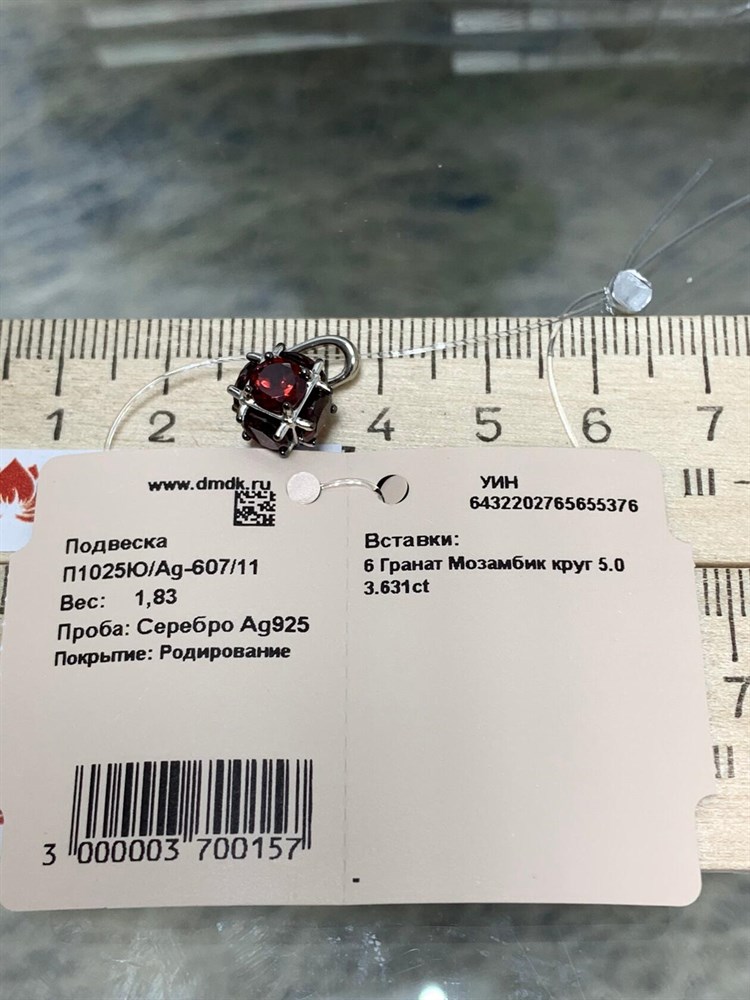 1 2 4 5 6 7
www.dmdk.ru
УИН
6432202765655376
Подвеска
П1025Ю/Ag-607/11
Вес: 1,83
Проба: Серебро Ag925
Покрытие: Родирование
Вставки:
6 Гранат Мозамбик круг 5.0
3.631ct
3 000003 700157
7